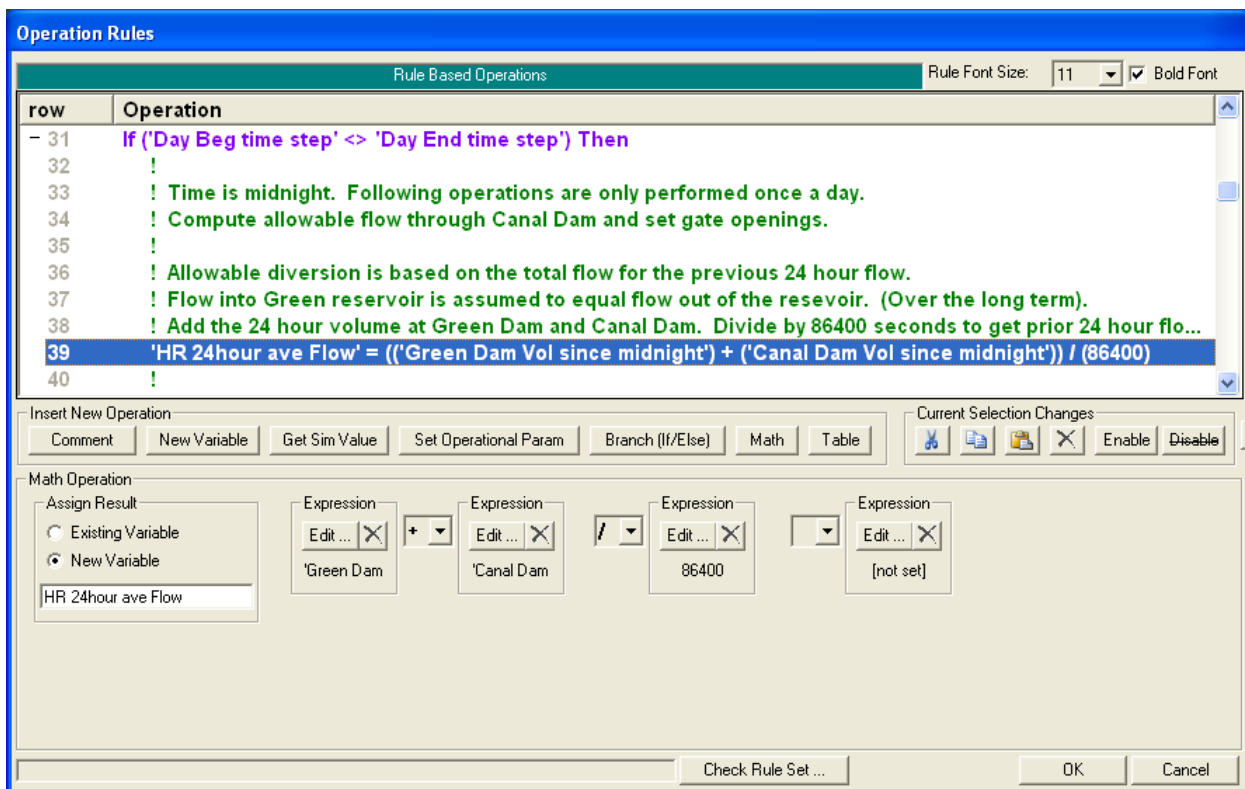 Operation Rules
Rule Based Operations Rule Font Size: 11 Bold Font
row Operation
31 If ('Day Beg time step' <> 'Day End time step') Then
32 !
33 ! Time is midnight. Following operations are only performed once a day.
34 ! Compute allowable flow through Canal Dam and set gate openings.
35 !
36 ! Allowable diversion is based on the total flow for the previous 24 hour flow.
37 ! Flow into Green reservoir is assumed to equal flow out of the resevoir. (Over the long term).
38 ! Add the 24 hour volume at Green Dam and Canal Dam. Divide by 86400 seconds to get prior 24 hour flo...
39 'HR 24hour ave Flow' = (('Green Dam Vol since midnight') + ('Canal Dam Vol since midnight')) / (86400)
40 !
Insert New Operation Current Selection Changes
Comment New Variable Get Sim Value Set Operational Param Branch (If/Else) Math Table Enable Disable
Math Operation
Assign Result Expression Expression Expression Expression
Existing Variable Edit ... + Edit ... / Edit ... Edit ...
New Variable 'Green Dam 'Canal Dam 86400 [not set]
HR 24hour ave Flow
Check Rule Set ... OK Cancel